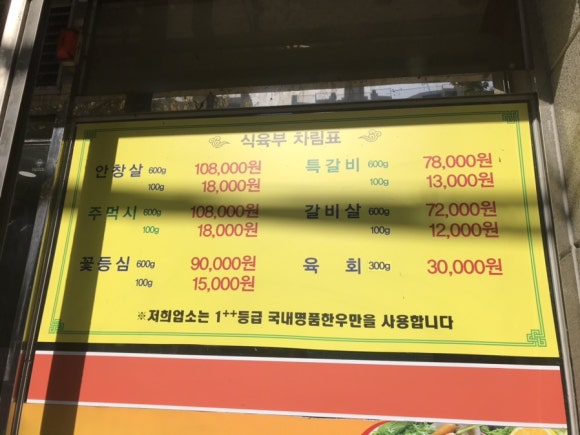 식육부 차림표
안창살 600g 108,000원 특갈비 600g 78,000원
100g 18,000원 100g 13,000원
주먹시 600g 108,000원 갈비살 600g 72,000원
100g 18,000원 100g 12,000원
꽃등심 600g 90,000원 육회 300g 30,000원
100g 15,000원
※저희업소는 1++등급 국내명품한우만을 사용합니다